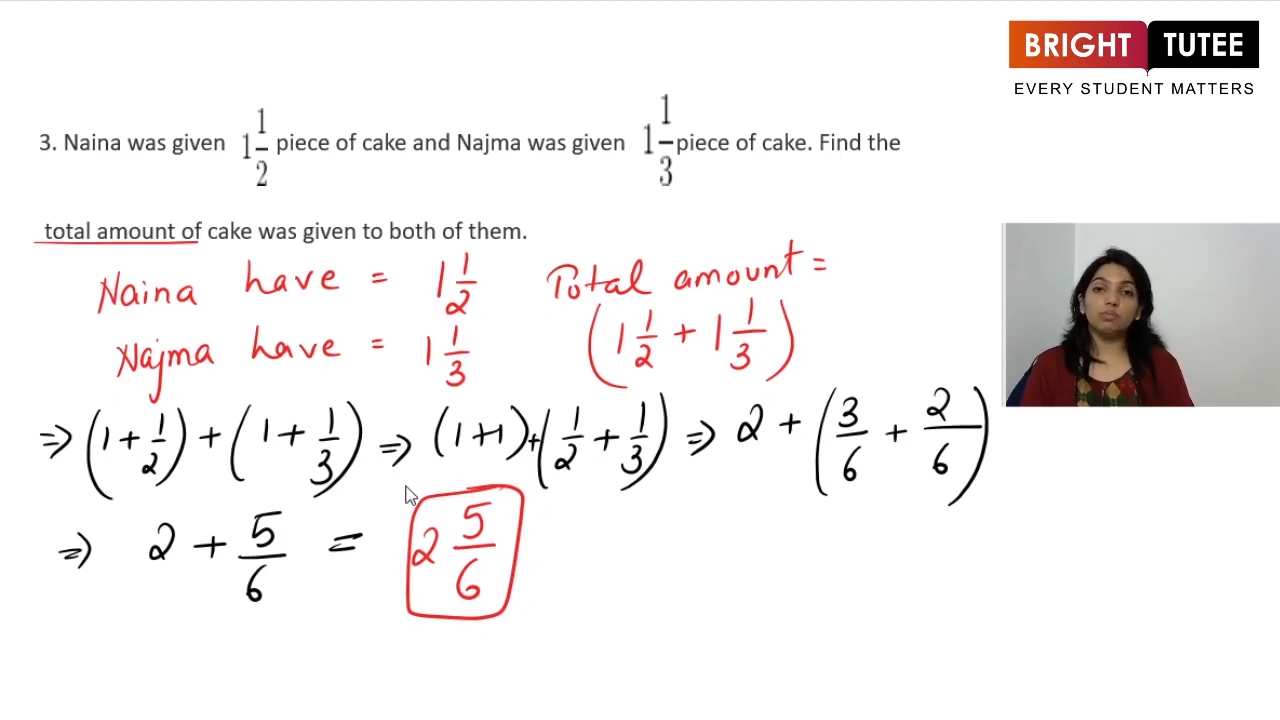 BRIGHT TUTEE
EVERY STUDENT MATTERS
3. Naina was given 1 1/2 piece of cake and Najma was given 1 1/3 piece of cake. Find the
total amount of cake was given to both of them.
Naina have = 1 1/2
Najma have = 1 1/3
Total amount =
(1 1/2 + 1 1/3)
⇒ (1 + 1/2) + (1 + 1/3) ⇒ (1+1) + (1/2 + 1/3) ⇒ 2 + (3/6 + 2/6)
⇒ 2 + 5/6 = 2 5/6